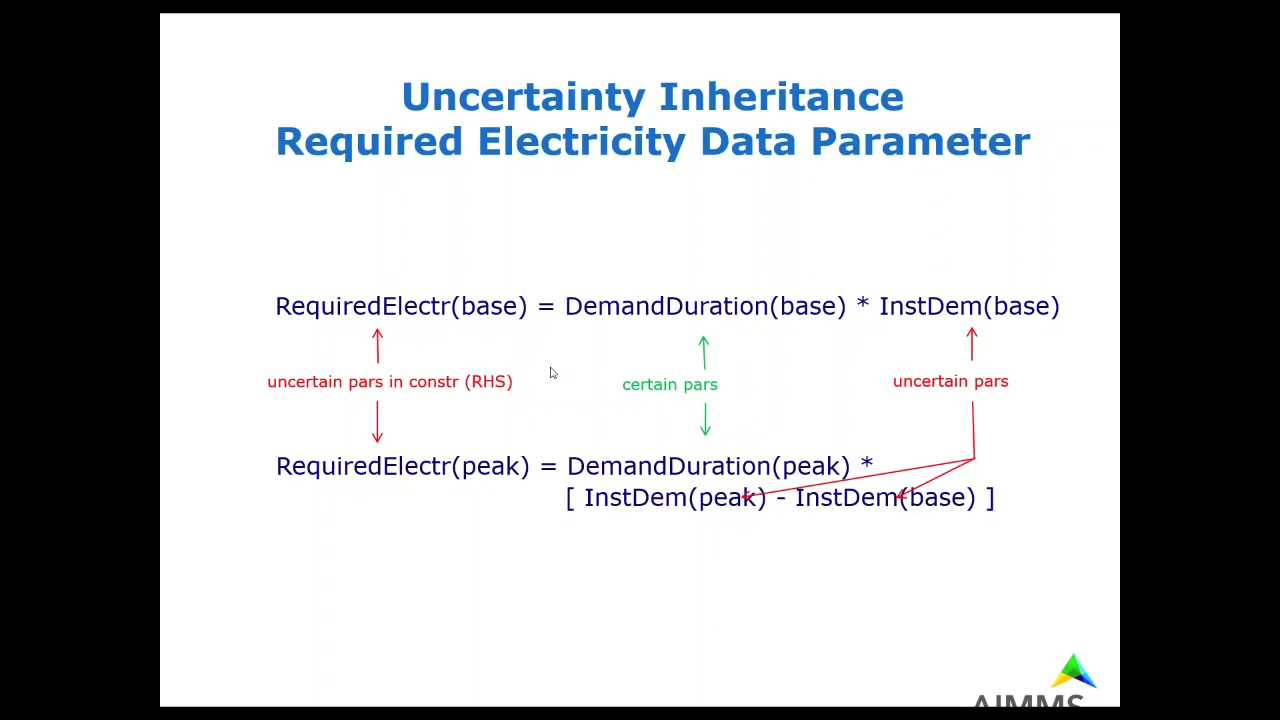 Uncertainty Inheritance
Required Electricity Data Parameter
RequiredElectr(base) = DemandDuration(base) * InstDem(base)
uncertain pars in constr (RHS)
certain pars
uncertain pars
RequiredElectr(peak) = DemandDuration(peak) *
[ InstDem(peak) - InstDem(base) ]
AIMMS